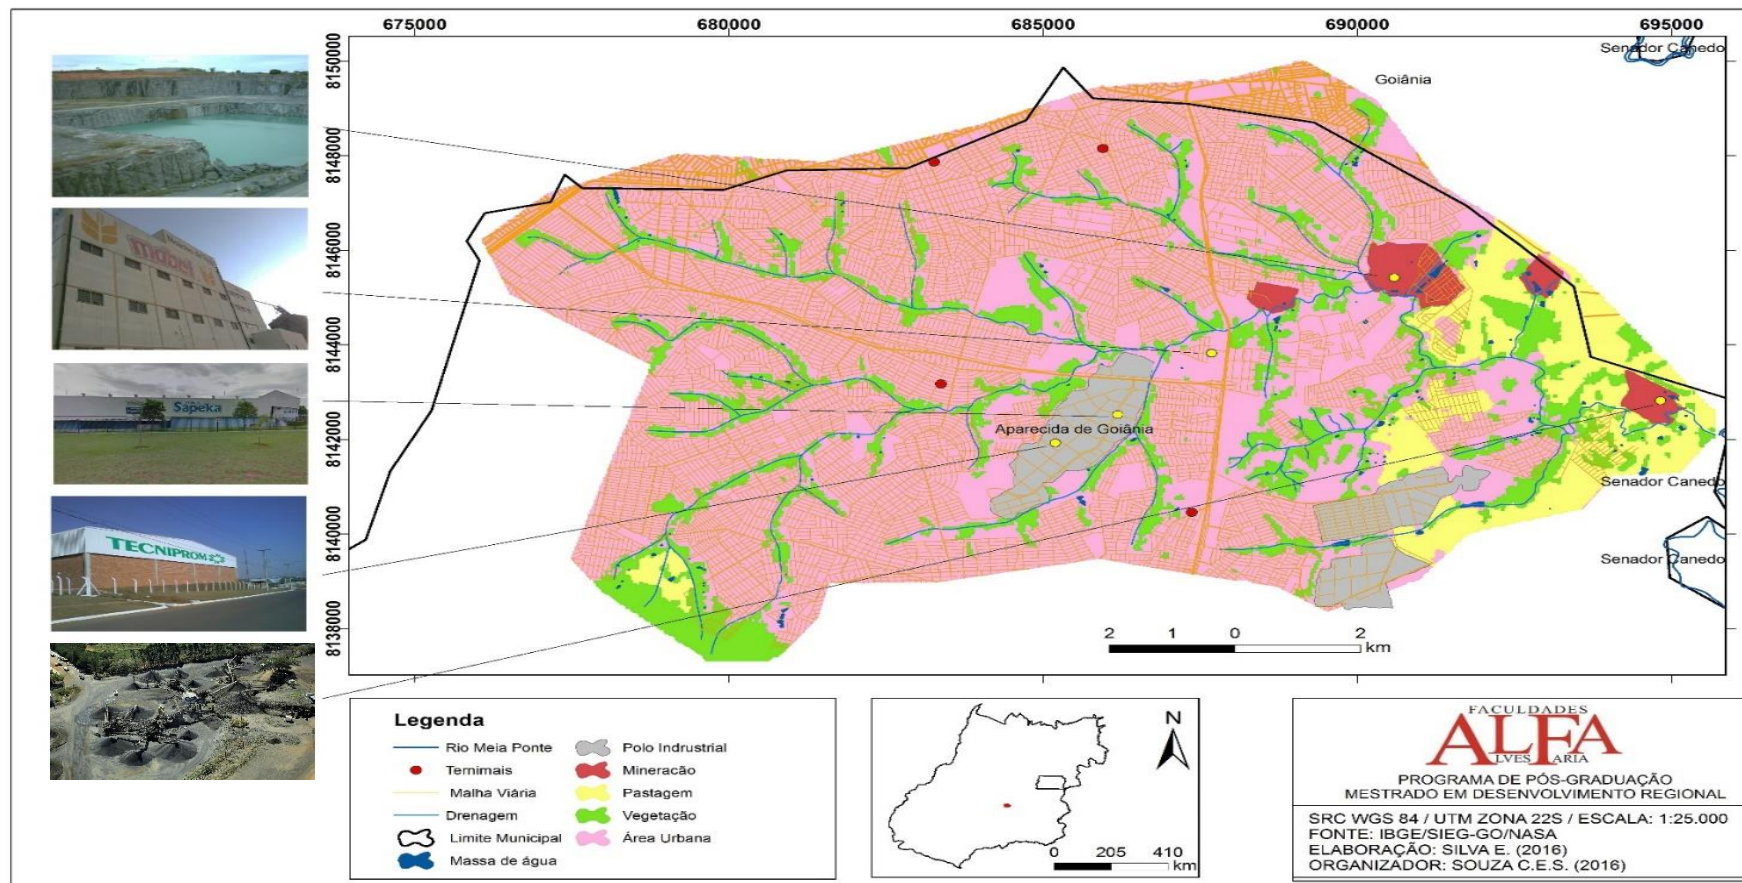 675000 680000 685000 690000 695000
8150000
8148000
8146000
8144000
8142000
8140000
8138000
Senador Canedo
Goiânia
Aparecida de Goiânia
Senador Canedo
Senador Canedo
mabel
Sapeka
TECNIPROM
2 1 0 2
km
Legenda
Rio Meia Ponte
Ternimais
Malha Viária
Drenagem
Limite Municipal
Massa de água
Polo Indrustrial
Mineracão
Pastagem
Vegetação
Área Urbana
N
0 205 410
km
FACULDADES
ALFA
ALVES FARIA
PROGRAMA DE PÓS-GRADUAÇÃO
MESTRADO EM DESENVOLVIMENTO REGIONAL
SRC WGS 84 / UTM ZONA 22S / ESCALA: 1:25.000
FONTE: IBGE/SIEG-GO/NASA
ELABORAÇÃO: SILVA E. (2016)
ORGANIZADOR: SOUZA C.E.S. (2016)